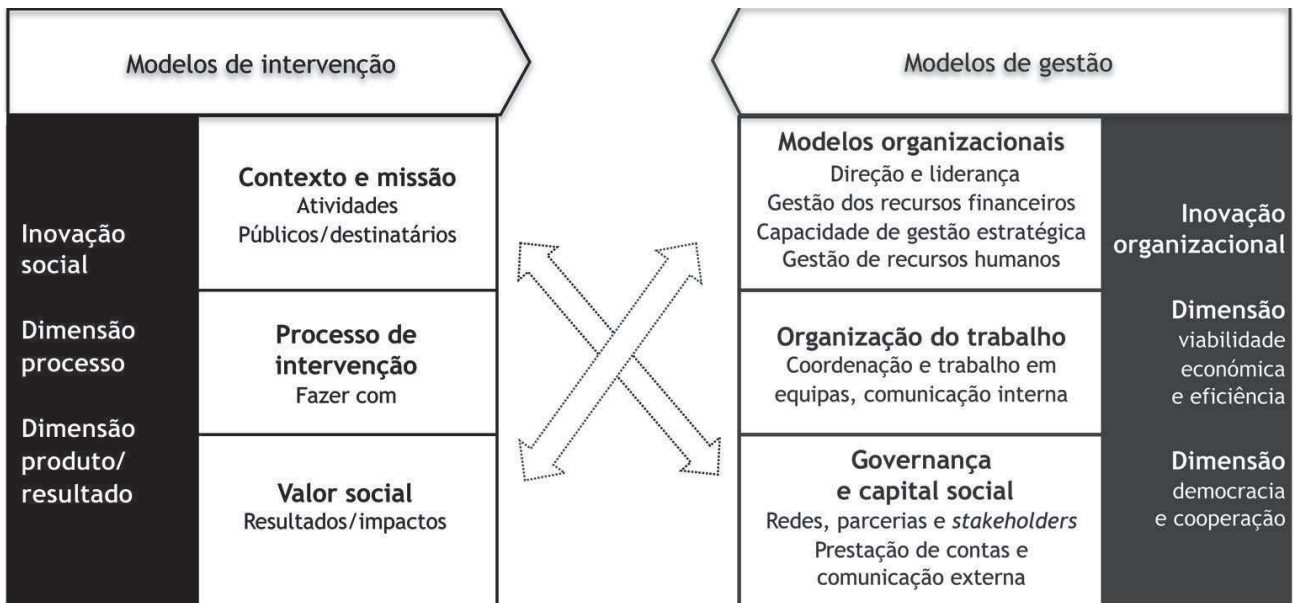 Modelos de intervenção
Modelos de gestão
Inovação
social
Dimensão
processo
Dimensão
produto/
resultado
Contexto e missão
Atividades
Públicos/destinatários
Processo de
intervenção
Fazer com
Valor social
Resultados/impactos
Modelos organizacionais
Direção e liderança
Gestão dos recursos financeiros
Capacidade de gestão estratégica
Gestão de recursos humanos
Organização do trabalho
Coordenação e trabalho em
equipas, comunicação interna
Governança
e capital social
Redes, parcerias e stakeholders
Prestação de contas e
comunicação externa
Inovação
organizacional
Dimensão
viabilidade
económica
e eficiência
Dimensão
democracia
e cooperação